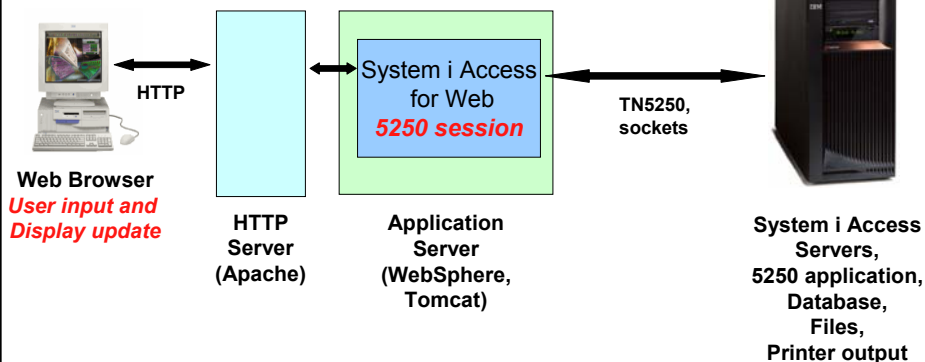 HTTP
System i Access
for Web
5250 session
TN5250,
sockets
Web Browser
User input and
Display update
HTTP
Server
(Apache)
Application
Server
(WebSphere,
Tomcat)
System i Access
Servers,
5250 application,
Database,
Files,
Printer output